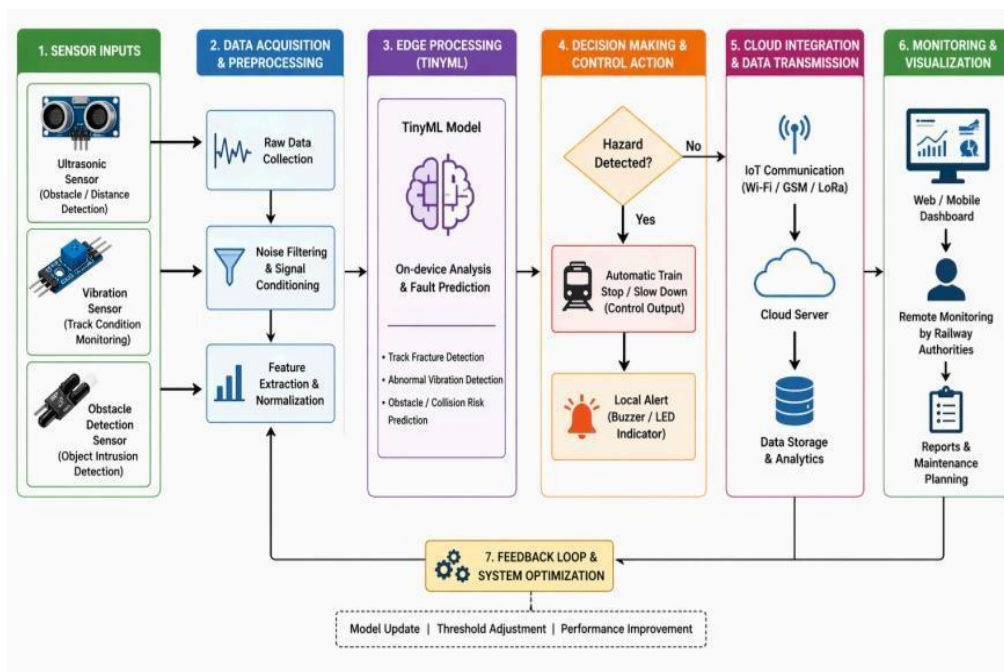 1. SENSOR INPUTS
Ultrasonic
Sensor
(Obstacle / Distance
Detection)
Vibration
Sensor
(Track Condition
Monitoring)
Obstacle
Detection
Sensor
(Object Intrusion
Detection)
2. DATA ACQUISITION
& PREPROCESSING
Raw Data
Collection
Noise Filtering
& Signal
Conditioning
Feature
Extraction &
Normalization
3. EDGE PROCESSING
(TINYML)
TinyML Model
On-device Analysis
& Fault Prediction
• Track Fracture Detection
• Abnormal Vibration Detection
• Obstacle / Collision Risk
Prediction
4. DECISION MAKING &
CONTROL ACTION
Hazard
Detected?
No
Yes
Automatic Train
Stop / Slow Down
(Control Output)
Local Alert
(Buzzer / LED
Indicator)
5. CLOUD INTEGRATION
& DATA TRANSMISSION
IoT Communication
(Wi-Fi / GSM / LoRa)
Cloud Server
Data Storage
& Analytics
6. MONITORING &
VISUALIZATION
Web / Mobile
Dashboard
Remote Monitoring
by Railway
Authorities
Reports &
Maintenance
Planning
7. FEEDBACK LOOP &
SYSTEM OPTIMIZATION
Model Update | Threshold Adjustment | Performance Improvement